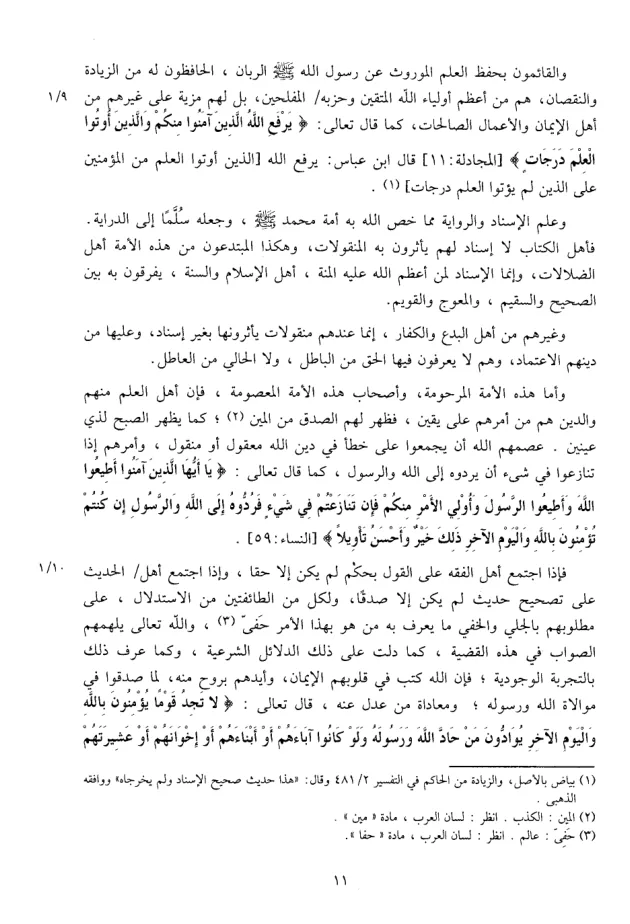 والقائمون بحفظ العلم الموروث عن رسول الله ﷺ الربان ، الحافظون له من الزيادة
١/٩ والنقصان، هم من أعظم أولياء الله المتقين وحزبه/ المفلحين، بل لهم مزية على غيرهم من
أهل الإيمان والأعمال الصالحات، كما قال تعالى: ﴿ يَرْفَعِ اللَّهُ الَّذِينَ آمَنُوا مِنكُمْ وَالَّذِينَ أُوتُوا
الْعِلْمَ دَرَجَاتٍ ﴾ [المجادلة:١١] قال ابن عباس: يرفع الله [الذين أوتوا العلم من المؤمنين
على الذين لم يؤتوا العلم درجات] (١) .
وعلم الإسناد والرواية مما خص الله به أمة محمد ﷺ ، وجعله سُلَّمًا إلى الدراية.
فأهل الكتاب لا إسناد لهم يأثرون به المنقولات، وهكذا المبتدعون من هذه الأمة أهل
الضلالات، وإنما الإسناد لمن أعظم الله عليه المنة ، أهل الإسلام والسنة ، يفرقون به بين
الصحيح والسقيم ، والمعوج والقويم.
وغيرهم من أهل البدع والكفار ، إنما عندهم منقولات يأثرونها بغير إسناد، وعليها من
دينهم الاعتماد، وهم لا يعرفون فيها الحق من الباطل ، ولا الحالي من العاطل.
وأما هذه الأمة المرحومة، وأصحاب هذه الأمة المعصومة ، فإن أهل العلم منهم
والدين هم من أمرهم على يقين ، فظهر لهم الصدق من المين (٢) ؛ كما يظهر الصبح لذي
عينين . عصمهم الله أن يجمعوا على خطأ في دين الله معقول أو منقول ، وأمرهم إذا
تنازعوا في شىء أن يردوه إلى الله والرسول ، كما قال تعالى : ﴿ يَا أَيُّهَا الَّذِينَ آمَنُوا أَطِيعُوا
اللَّهَ وَأَطِيعُوا الرَّسُولَ وَأُوْلِي الأَمْرِ مِنكُمْ فَإِن تَنَازَعْتُمْ فِي شَيْءٍ فَرُدُّوهُ إِلَى اللَّهِ وَالرَّسُولِ إِن كُنتُمْ
تُؤْمِنُونَ بِاللَّهِ وَالْيَوْمِ الآخِرِ ذَلِكَ خَيْرٌ وَأَحْسَنُ تَأْوِيلاً ﴾ [النساء:٥٩] .
١/١٠ فإذا اجتمع أهل الفقه على القول بحكْم لم يكن إلا حقا ، وإذا اجتمع أهل/ الحديث
على تصحيح حديث لم يكن إلا صدقًا، ولكل من الطائفتين من الاستدلال ، على
مطلوبهم بالجلي والخفي ما يعرف به من هو بهذا الأمر حَفىّ (٣) ، والله تعالى يلهمهم
الصواب في هذه القضية ، كما دلت على ذلك الدلائل الشرعية ، وكما عرف ذلك
بالتجربة الوجودية ؛ فإن الله كتب في قلوبهم الإيمان، وأيدهم بروح منه، لما صدقوا في
موالاة الله ورسوله ؛ ومعاداة من عدل عنه ، قال تعالى : ﴿ لا تَجِدُ قَوْمًا يُؤْمِنُونَ بِاللَّهِ
وَالْيَوْمِ الآخِرِ يُوَادُّونَ مَنْ حَادَّ اللَّهَ وَرَسُولَهُ وَلَوْ كَانُوا آبَاءَهُمْ أَوْ أَبْنَاءَهُمْ أَوْ إِخْوَانَهُمْ أَوْ عَشِيرَتَهُمْ
(١) بياض بالأصل، والزيادة من الحاكم في التفسير ٤٨١/٢ وقال: «هذا حديث صحيح الإسناد ولم يخرجاه» ووافقه
الذهبى .
(٢) المين : الكذب . انظر : لسان العرب ، مادة « مين » .
(٣) حَفىّ : عالم . انظر : لسان العرب ، مادة « حفا ».
١١